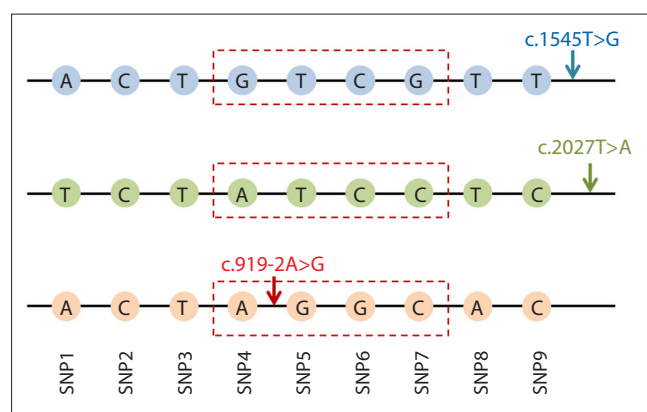 c.1545T>G
A C T G T C G T T
c.2027T>A
T C T A T C C T C
c.919-2A>G
A C T A G G C A C
SNP1 SNP2 SNP3 SNP4 SNP5 SNP6 SNP7 SNP8 SNP9